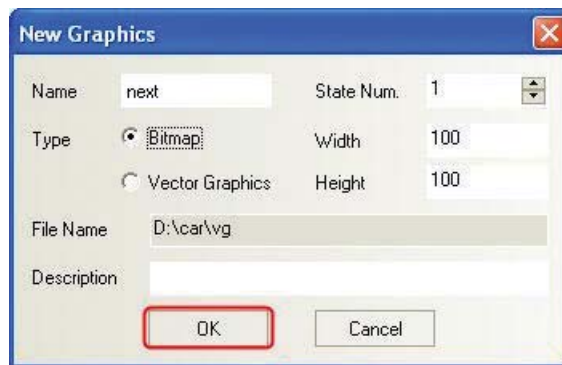 New Graphics
Name next State Num. 1
Type Bitmap Width 100
Vector Graphics Height 100
File Name D:\car\vg
Description
OK Cancel